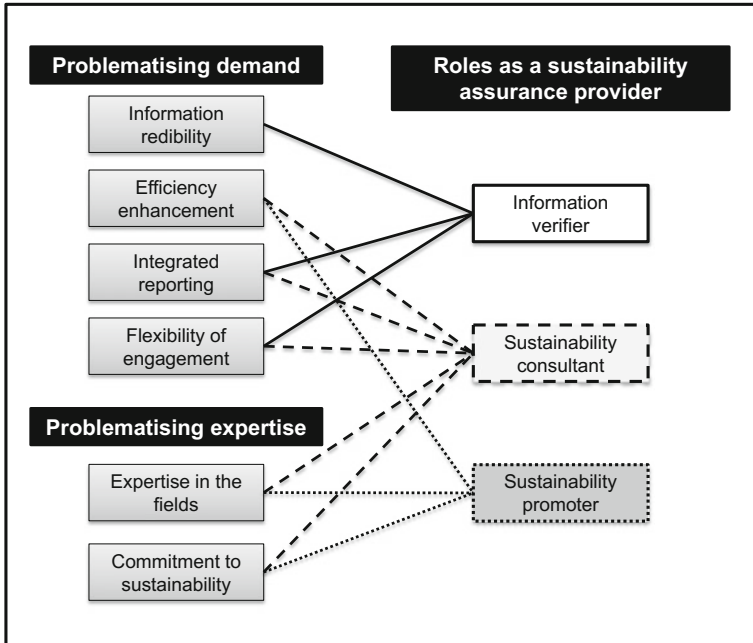 Problematising demand
Information
redibility
Efficiency
enhancement
Integrated
reporting
Flexibility of
engagement
Problematising expertise
Expertise in the
fields
Commitment to
sustainability
Roles as a sustainability
assurance provider
Information
verifier
Sustainability
consultant
Sustainability
promoter